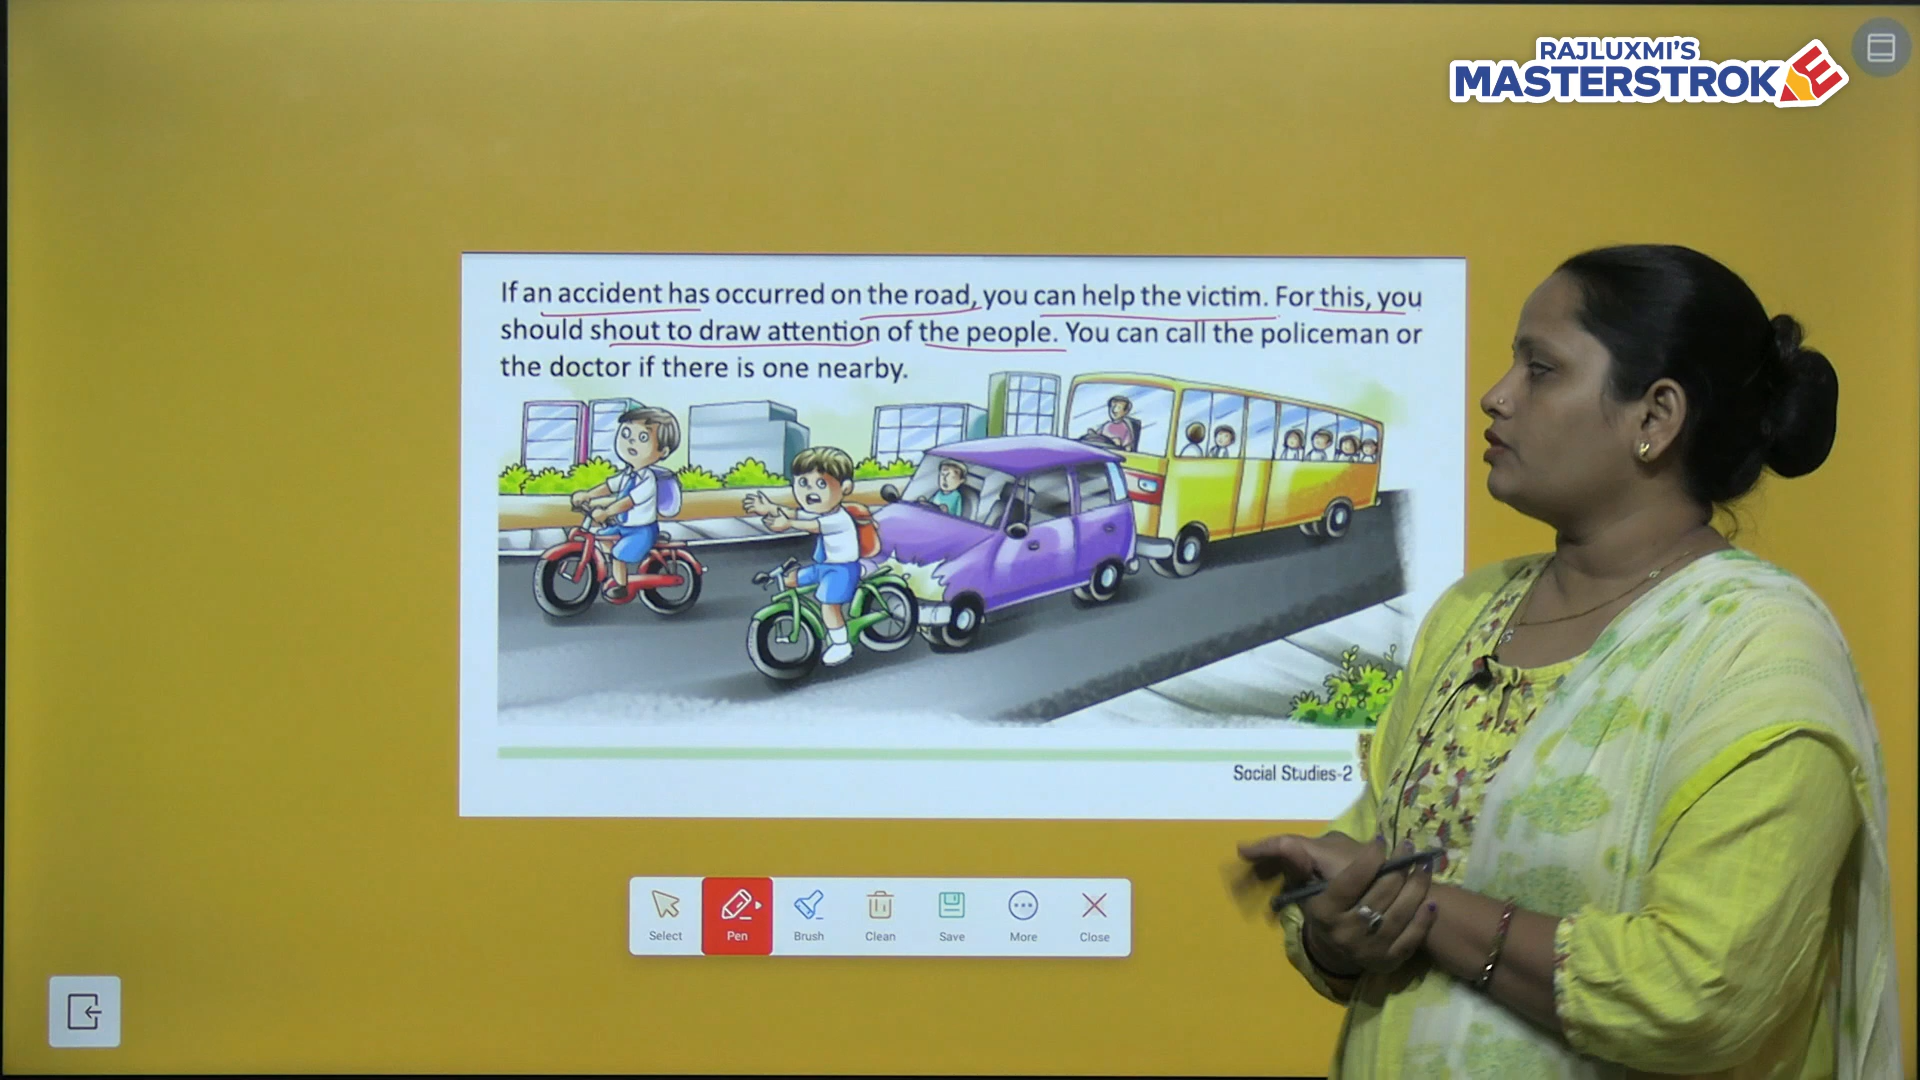 RAJLUXMI'S
MASTERSTROKE
If an accident has occurred on the road, you can help the victim. For this, you
should shout to draw attention of the people. You can call the policeman or
the doctor if there is one nearby.
Social Studies-2
Select Pen Brush Clean Save More Close